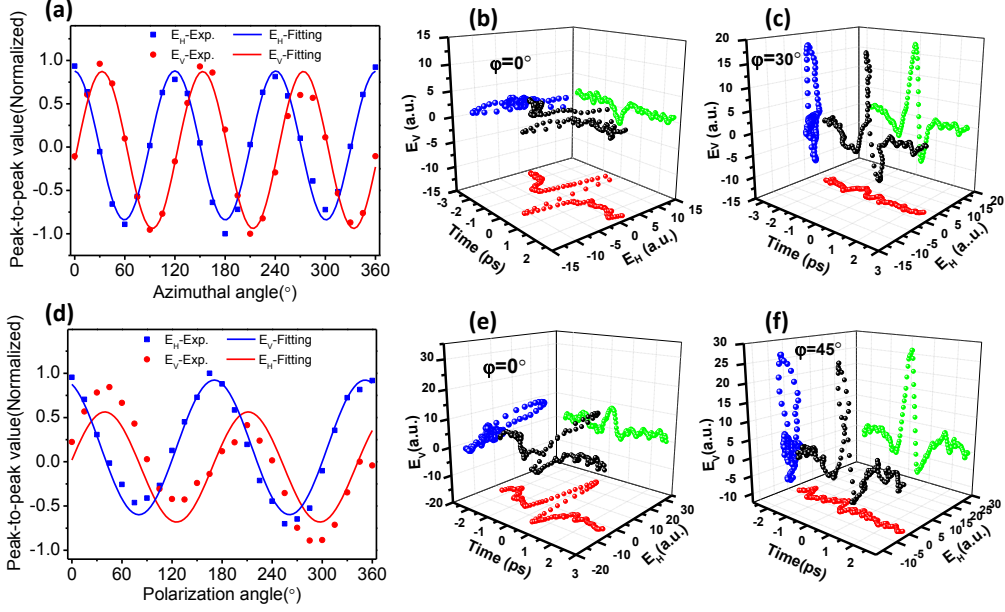 (a)
E_H-Exp. E_H-Fitting
E_V-Exp. E_V-Fitting
Peak-to-peak value(Normalized)
1.0
0.5
0.0
-0.5
-1.0
0 60 120 180 240 300 360
Azimuthal angle(°)
(b)
φ=0°
E_V (a.u.)
15
10
5
0
-5
-10
-15
-3 -2 -1 0 1 2 3
Time (ps)
-15 -10 -5 0 5 10 15
E_H (a.u.)
(c)
φ=30°
Ev (a.u.)
20
15
10
5
0
-5
-10
-3 -2 -1 0 1 2 3
Time (ps)
-15 -10 -5 0 5 10 15 20
E_H (a..u.)
(d)
E_H-Exp. E_V-Fitting
E_V-Exp. E_H-Fitting
Peak-to-peak value(Normalized)
1.0
0.5
0.0
-0.5
-1.0
0 60 120 180 240 300 360
Polarization angle(°)
(e)
φ=0°
E_V(a.u.)
30
20
10
0
-10
-20
-2 -1 0 1 2 3
Time (ps)
-20 -10 0 10 20 30
E_H (a.u.)
(f)
φ=45°
E_V(a.u.)
30
25
20
15
10
5
0
-5
-10
-2 -1 0 1 2
Time(ps)
-10 -5 0 5 10 15 20 25 30
E_H (a.u.)